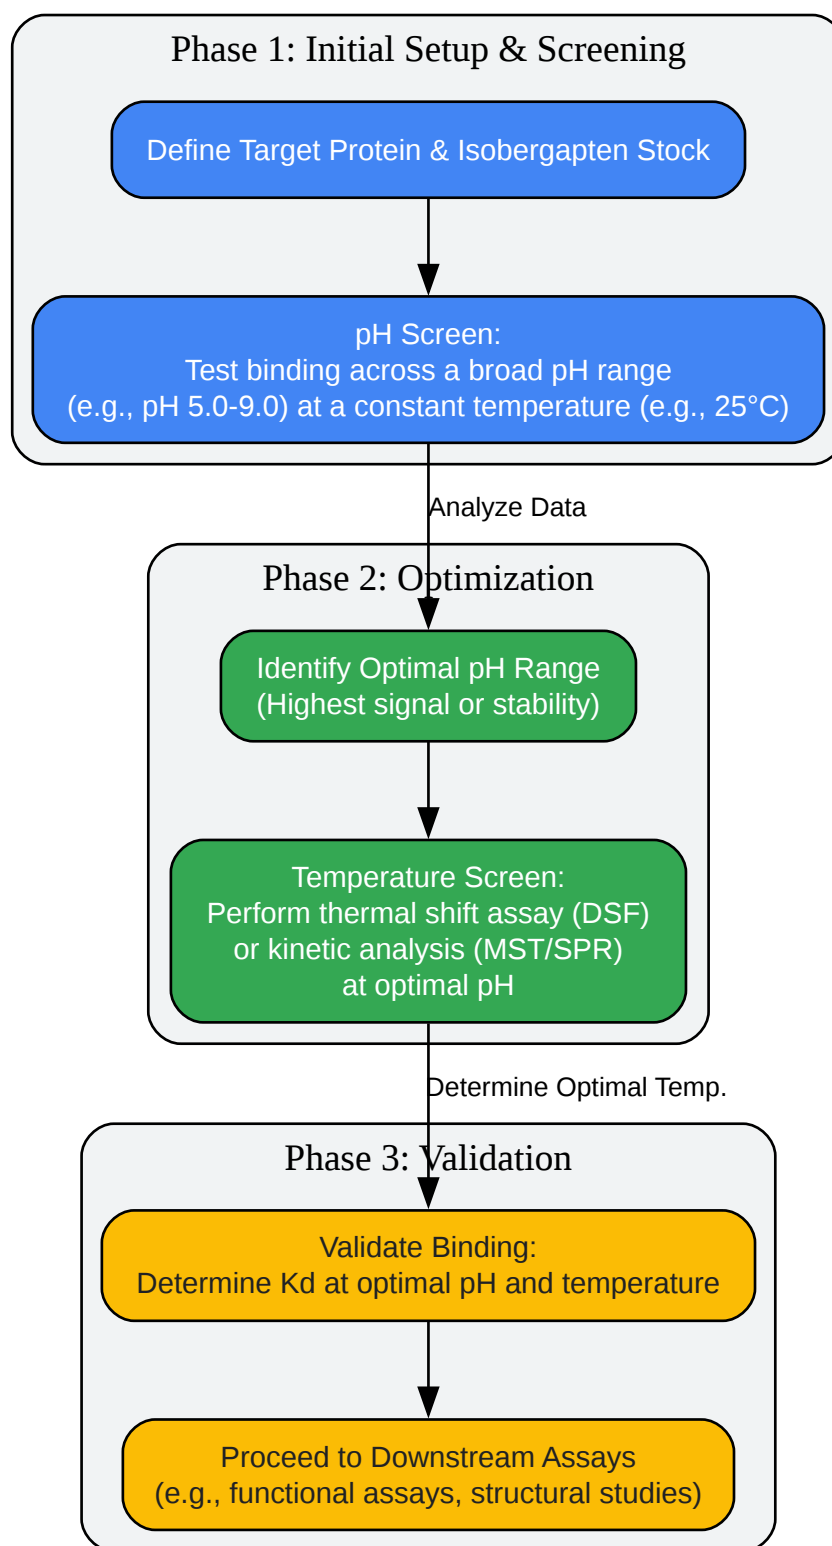 Phase 1: Initial Setup & Screening
Define Target Protein & Isobergapten Stock
pH Screen:
Test binding across a broad pH range
(e.g., pH 5.0-9.0) at a constant temperature (e.g., 25°C)
Analyze Data
Phase 2: Optimization
Identify Optimal pH Range
(Highest signal or stability)
Temperature Screen:
Perform thermal shift assay (DSF)
or kinetic analysis (MST/SPR)
at optimal pH
Determine Optimal Temp.
Phase 3: Validation
Validate Binding:
Determine Kd at optimal pH and temperature
Proceed to Downstream Assays
(e.g., functional assays, structural studies)